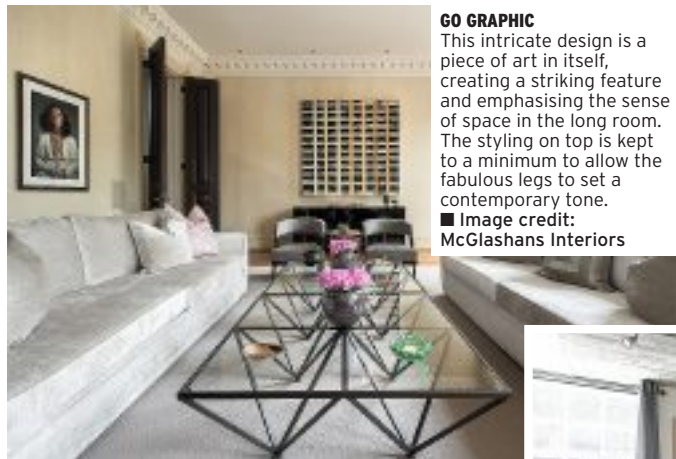 GO GRAPHIC
This intricate design is a
piece of art in itself,
creating a striking feature
and emphasising the sense
of space in the long room.
The styling on top is kept
to a minimum to allow the
fabulous legs to set a
contemporary tone.
■ Image credit:
McGlashans Interiors